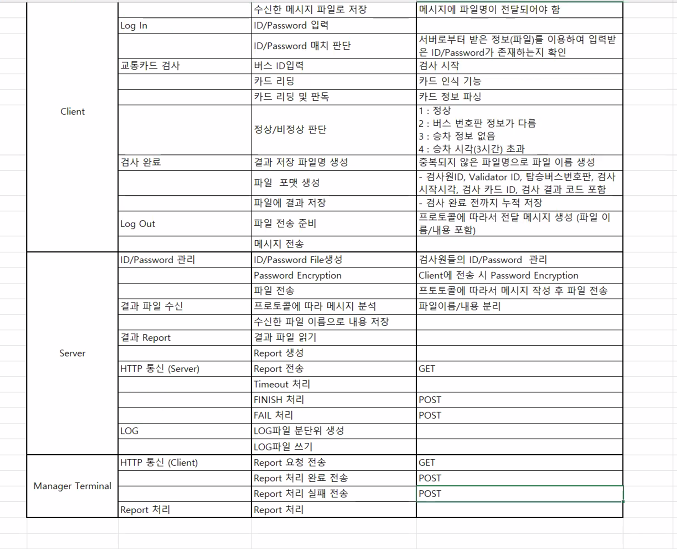 수신한 메시지 파일로 저장 메시지에 파일명이 전달되어야 함
Log In ID/Password 입력
ID/Password 매치 판단 서버로부터 받은 정보(파일)를 이용하여 입력받
은 ID/Password가 존재하는지 확인
교통카드 검사 버스 ID입력 검사 시작
카드 리딩 카드 인식 기능
카드 리딩 및 판독 카드 정보 파싱
Client
정상/비정상 판단
1 : 정상
2 : 버스 번호판 정보가 다름
3 : 승차 정보 없음
4 : 승차 시각(3시간) 초과
검사 완료 결과 저장 파일명 생성 중복되지 않은 파일명으로 파일 이름 생성
파일 포맷 생성 - 검사원ID, Validator ID, 탑승버스번호판, 검사
시작시각, 검사 카드 ID, 검사 결과 코드 포함
파일에 결과 저장 - 검사 완료 전까지 누적 저장
Log Out 파일 전송 준비 프로토콜에 따라서 전달 메시지 생성 (파일 이
름/내용 포함)
메시지 전송
ID/Password 관리 ID/Password File생성 검사원들의 ID/Password 관리
Password Encryption Client에 전송 시 Password Encryption
파일 전송 프토토콜에 따라서 메시지 작성 후 파일 전송
결과 파일 수신 프로토콜에 따라 메시지 분석 파일이름/내용 분리
수신한 파일 이름으로 내용 저장
결과 Report 결과 파일 읽기
Server Report 생성
HTTP 통신 (Server) Report 전송 GET
Timeout 처리
FINISH 처리 POST
FAIL 처리 POST
LOG LOG파일 분단위 생성
LOG파일 쓰기
HTTP 통신 (Client) Report 요청 전송 GET
Manager Terminal Report 처리 완료 전송 POST
Report 처리 실패 전송 POST
Report 처리 Report 처리